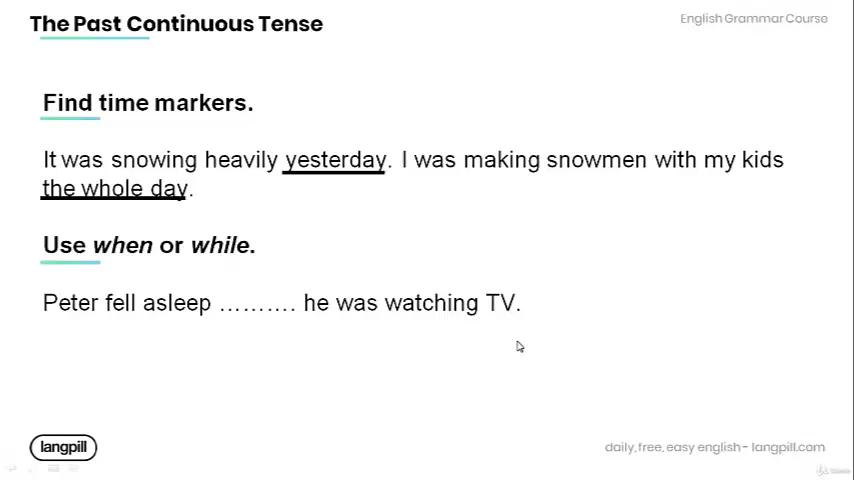 The Past Continuous Tense
English Grammar Course
Find time markers.
It was snowing heavily yesterday. I was making snowmen with my kids
the whole day.
Use when or while.
Peter fell asleep ………. he was watching TV.
langpill
daily, free, easy english - langpill.com